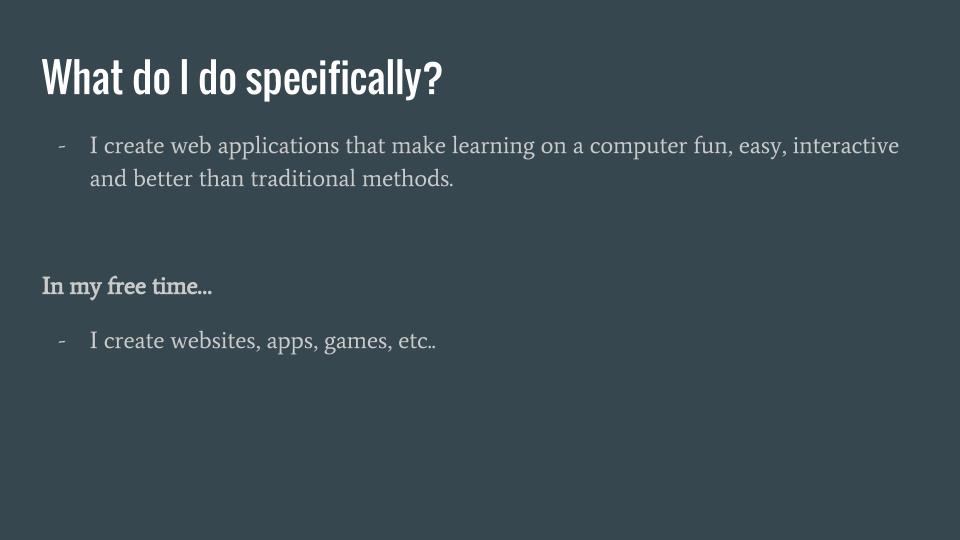 What do I do specifically?
- I create web applications that make learning on a computer fun, easy, interactive
and better than traditional methods.
In my free time...
- I create websites, apps, games, etc..